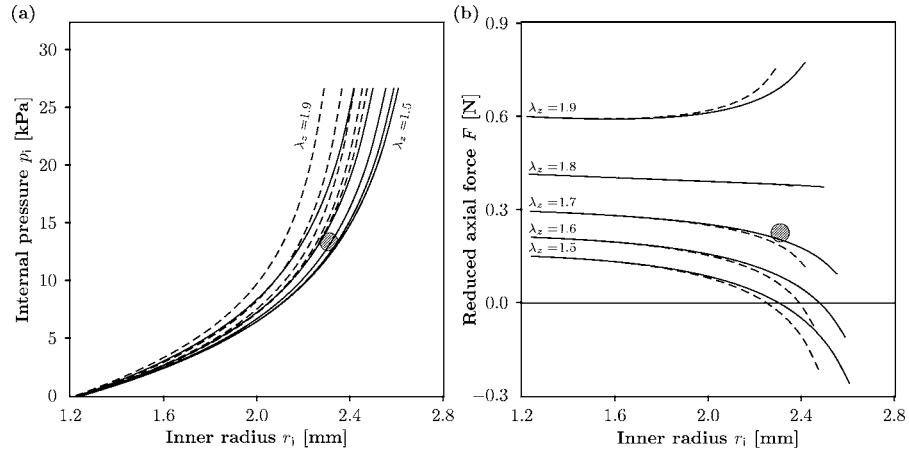 (a)
30
25
20
15
10
5
0
1.2 1.6 2.0 2.4 2.8
Internal pressure pᵢ [kPa]
Inner radius rᵢ [mm]
λ_z = 1.9
λ_z = 1.5
(b)
0.9
0.6
0.3
0.0
−0.3
1.2 1.6 2.0 2.4 2.8
Reduced axial force F [N]
Inner radius rᵢ [mm]
λ_z = 1.9
λ_z = 1.8
λ_z = 1.7
λ_z = 1.6
λ_z = 1.5